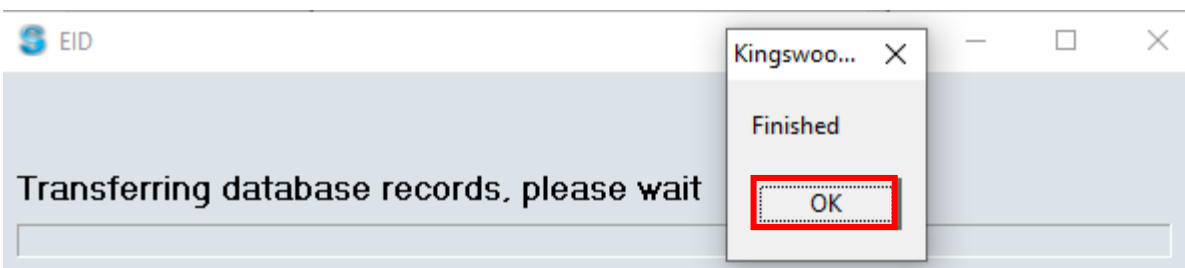 EID
Kingswoo...
Finished
Transferring database records, please wait
OK